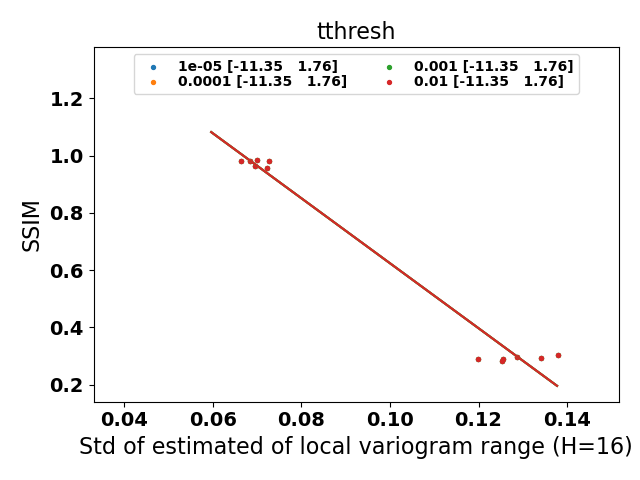 tthresh
1e-05 [-11.35   1.76]
0.0001 [-11.35   1.76]
0.001 [-11.35   1.76]
0.01 [-11.35   1.76]
1.2
1.0
0.8
0.6
0.4
0.2
SSIM
0.04 0.06 0.08 0.10 0.12 0.14
Std of estimated of local variogram range (H=16)